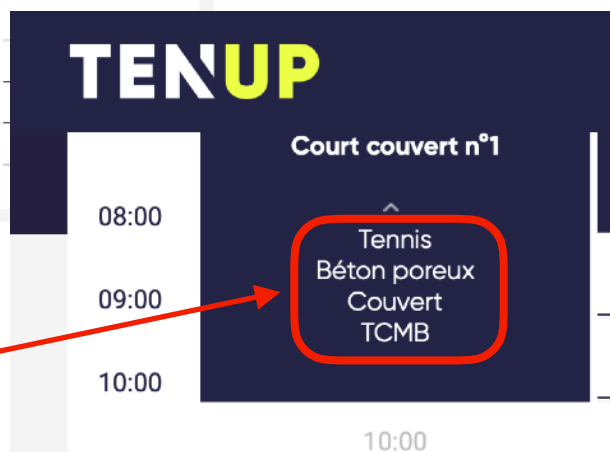 TENUP
Court couvert n°1
08:00
Tennis
Béton poreux
09:00
Couvert
TCMB
10:00
10:00